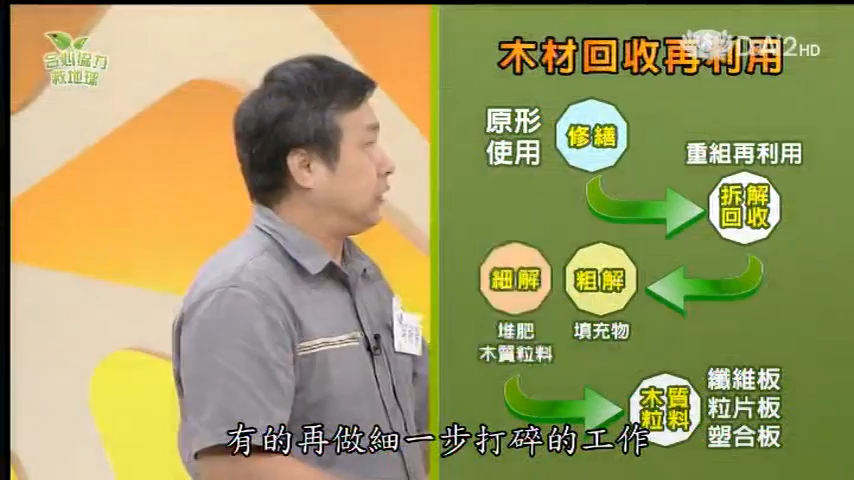 合心協力
救地球
DaAi2HD
木材回收再利用
原形
使用
修繕
重組再利用
拆解
回收
細解
粗解
堆肥
木質粒料
填充物
木質
粒料
纖維板
粒片板
塑合板
有的再做細一步打碎的工作